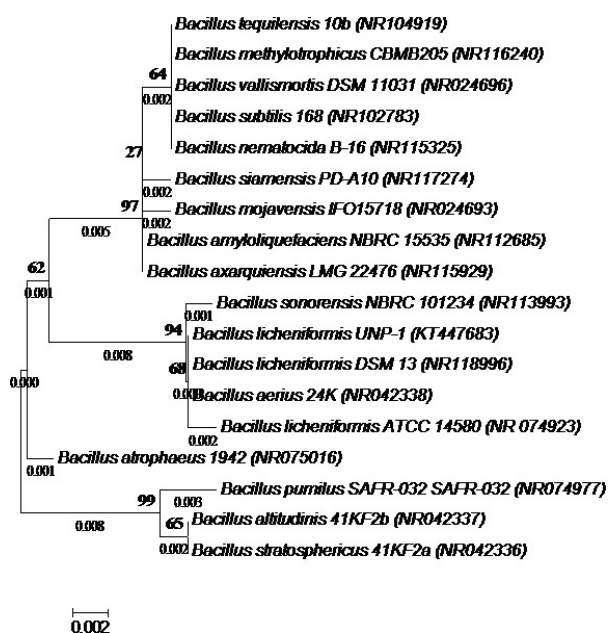 Bacillus tequilensis 10b (NR104919)
Bacillus methylotrophicus CBMB205 (NR116240)
64
Bacillus vallismortis DSM 11031 (NR024696)
0.002
Bacillus subtilis 168 (NR102783)
27
Bacillus nematocida B-16 (NR115325)
Bacillus siamensis PD-A10 (NR117274)
0.002
97
Bacillus mojavensis IFO15718 (NR024693)
0.005
0.002
Bacillus amyloliquefaciens NBRC 15535 (NR112685)
62
Bacillus axarquiensis LMG 22476 (NR115929)
0.001
Bacillus sonorensis NBRC 101234 (NR113993)
0.001
94
Bacillus licheniformis UNP-1 (KT447683)
0.008
68
Bacillus licheniformis DSM 13 (NR118996)
0.000
Bacillus aerius 24K (NR042338)
Bacillus licheniformis ATCC 14580 (NR 074923)
0.002
Bacillus atrophaeus 1942 (NR075016)
0.001
99
Bacillus pumilus SAFR-032 SAFR-032 (NR074977)
0.003
0.008
65
Bacillus altitudinis 41KF2b (NR042337)
0.002
Bacillus stratosphericus 41KF2a (NR042336)
0.002